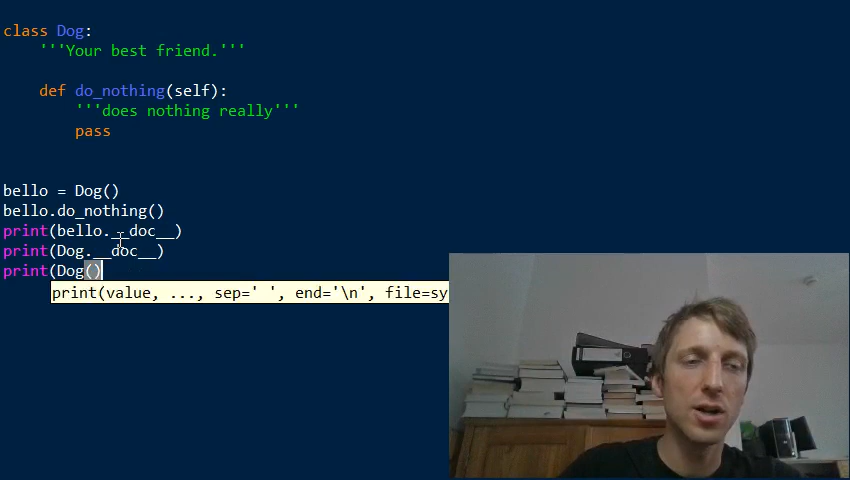 class Dog:
'''Your best friend.'''
def do_nothing(self):
'''does nothing really'''
pass
bello = Dog()
bello.do_nothing()
print(bello.__doc__)
print(Dog.__doc__)
print(Dog()
print(value, ..., sep=' ', end='\n', file=sy